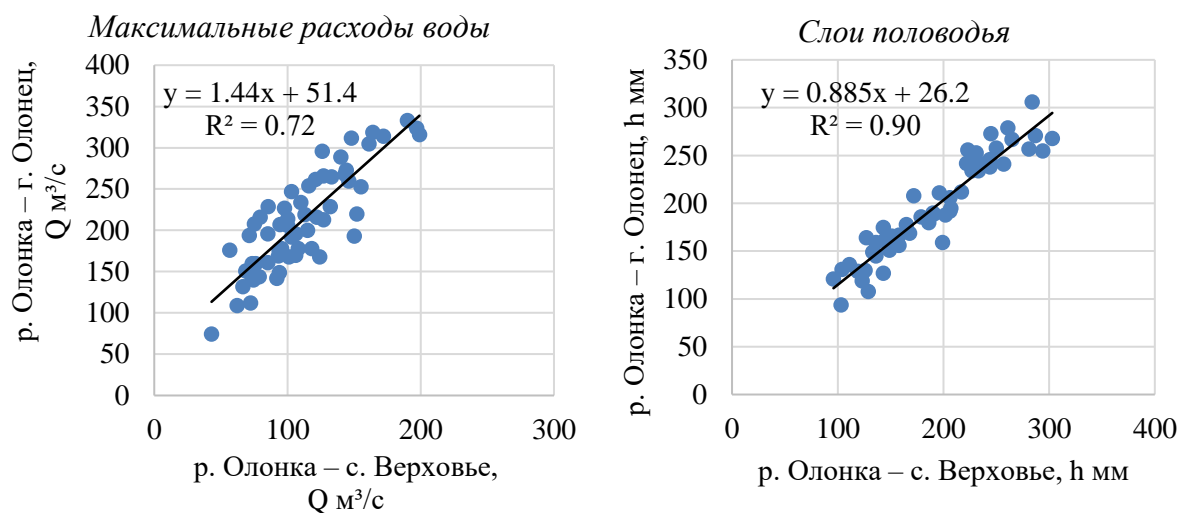 Максимальные расходы воды
р. Олонка – г. Олонец,
Q м³/с
400
350
300
250
200
150
100
50
0
y = 1.44x + 51.4
R² = 0.72
0 100 200 300
р. Олонка – с. Верховье,
Q м³/с
Слои половодья
р. Олонка – г. Олонец, h мм
350
300
250
200
150
100
50
0
y = 0.885x + 26.2
R² = 0.90
0 100 200 300 400
р. Олонка – с. Верховье, h мм